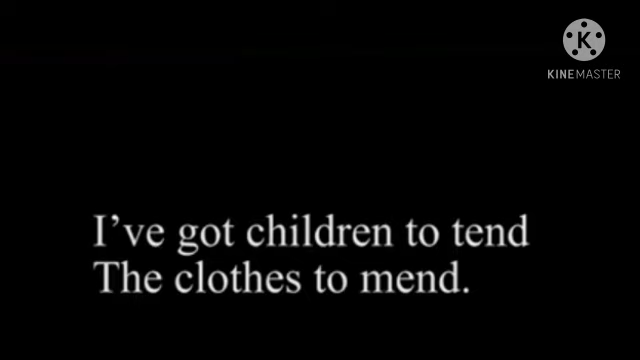 KINEMASTER
I've got children to tend
The clothes to mend.